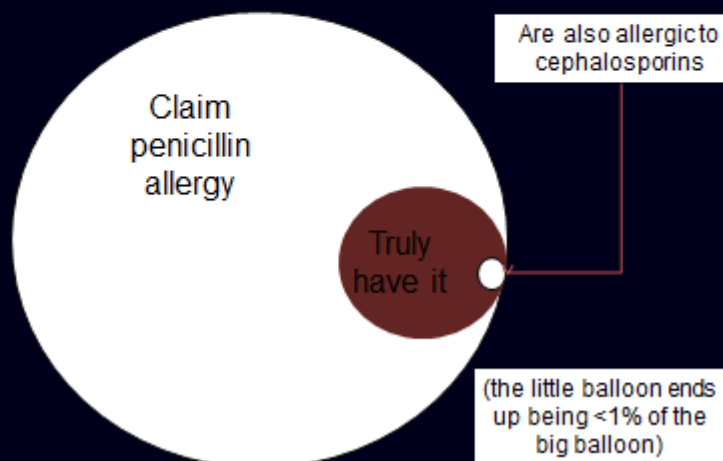 Are also allergic to
cephalosporins
Claim
penicillin
allergy
Truly
have it
(the little balloon ends
up being <1% of the
big balloon)